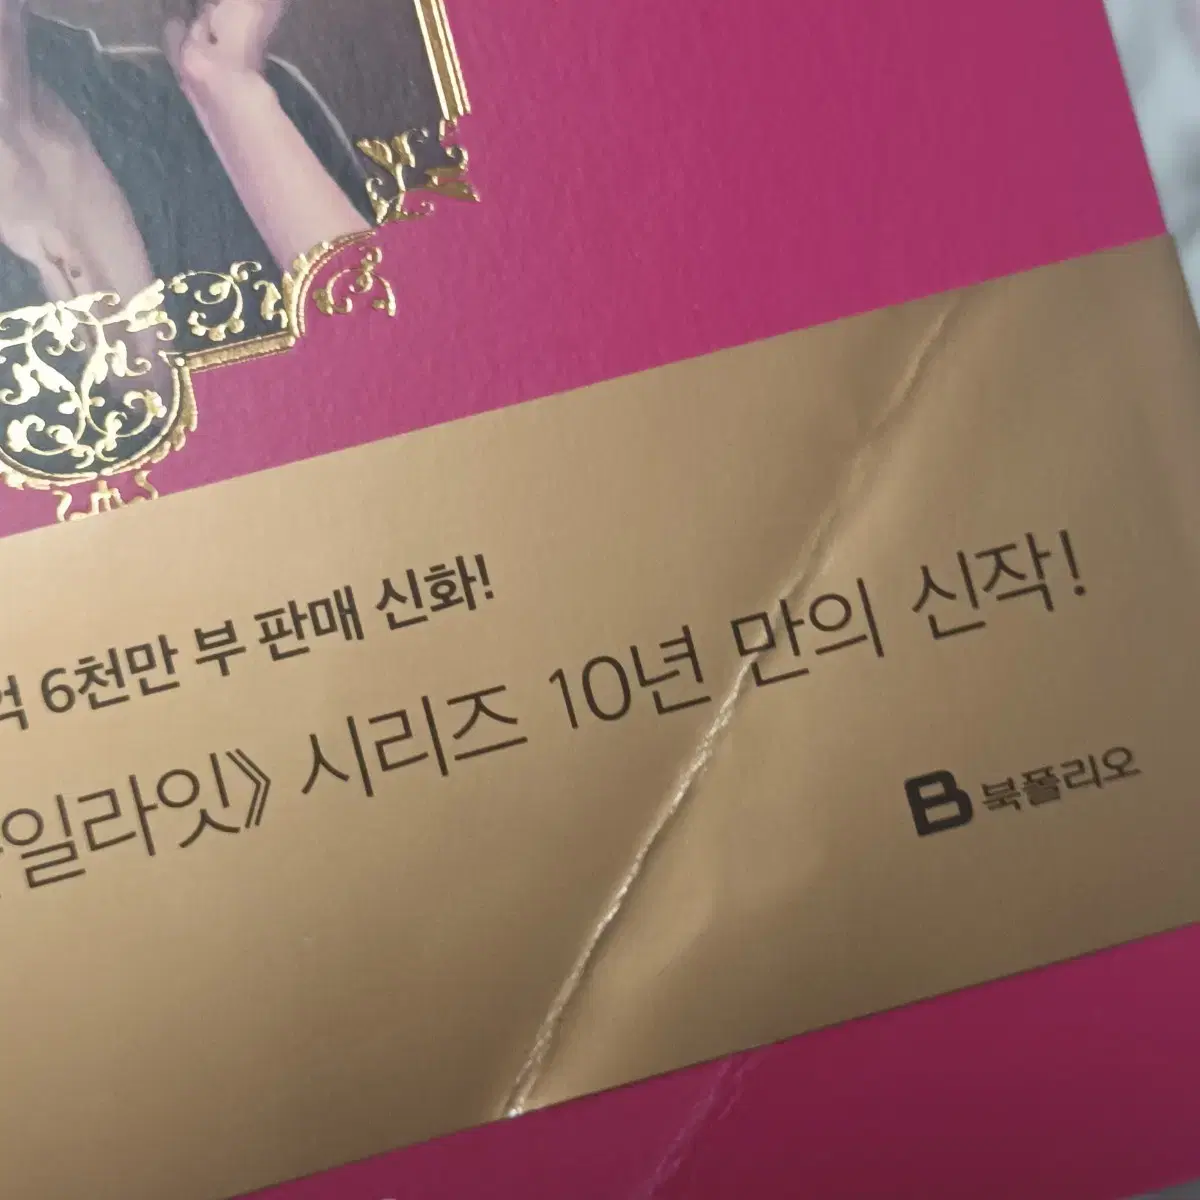 6천만 부 판매 신화!
일라잇》 시리즈 10년 만의 신작!
B 북폴리오